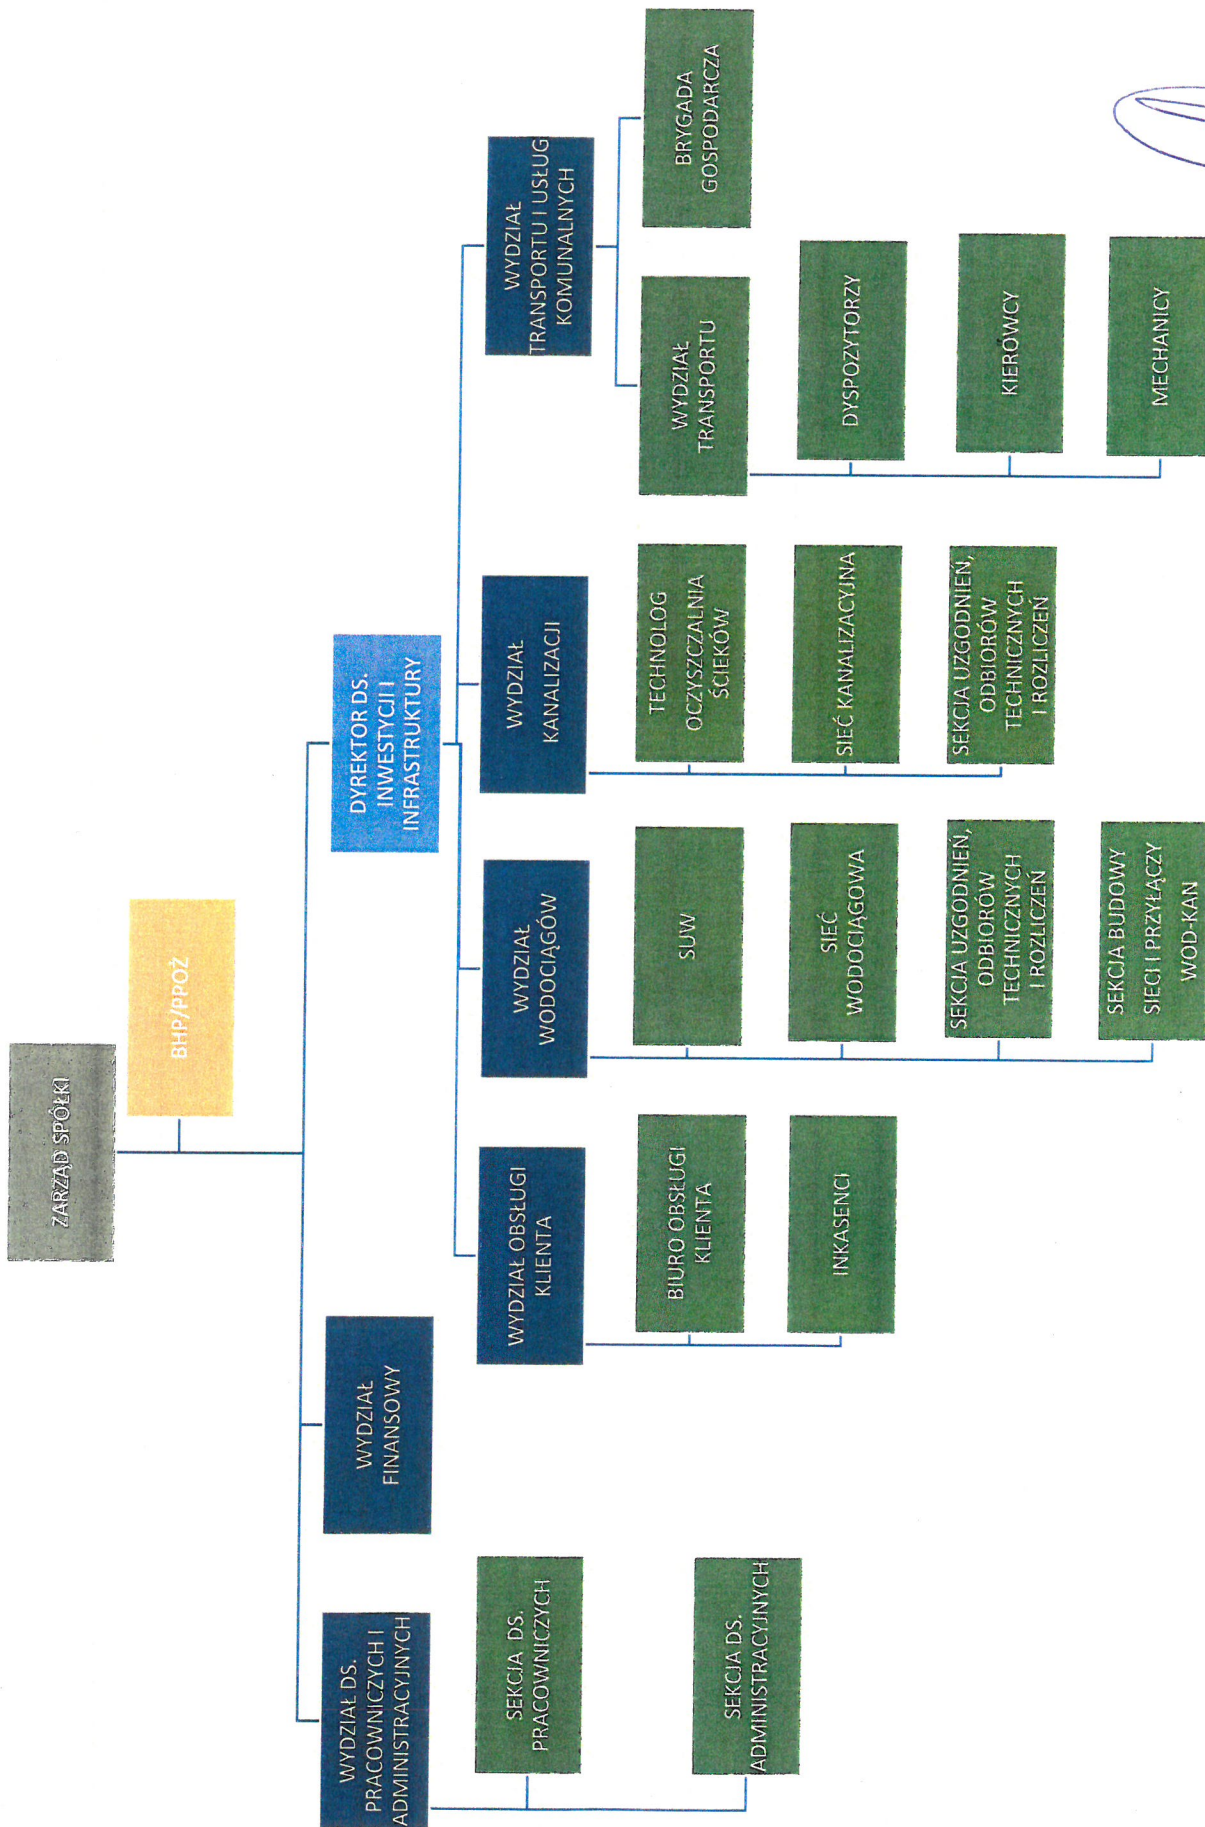 ZARZĄD SPÓŁKI
BHP/PPOŻ
WYDZIAŁ DS.
PRACOWNICZYCH I
ADMINISTRACYJNYCH
WYDZIAŁ
FINANSOWY
DYREKTOR DS.
INWESTYCJI I
INFRASTRUKTURY
SEKCJA DS.
PRACOWNICZYCH
SEKCJA DS.
ADMINISTRACYJNYCH
WYDZIAŁ OBSŁUGI
KLIENTA
BIURO OBSŁUGI
KLIENTA
INKASENCI
WYDZIAŁ
WODOCIĄGÓW
SUW
SIEĆ
WODOCIĄGOWA
SEKCJA UZGODNIEŃ,
ODBIORÓW
TECHNICZNYCH
I ROZLICZEŃ
SEKCJA BUDOWY
SIECI I PRZYŁĄCZY
WOD-KAN
WYDZIAŁ
KANALIZACJI
TECHNOLOG
OCZYSZCZALNIA
ŚCIEKÓW
SIEĆ KANALIZACYJNA
SEKCJA UZGODNIEŃ,
ODBIORÓW
TECHNICZNYCH
I ROZLICZEŃ
WYDZIAŁ
TRANSPORTU I USŁUG
KOMUNALNYCH
WYDZIAŁ
TRANSPORTU
DYSPOZYTORZY
KIEROWCY
MECHANICY
BRYGADA
GOSPODARCZA